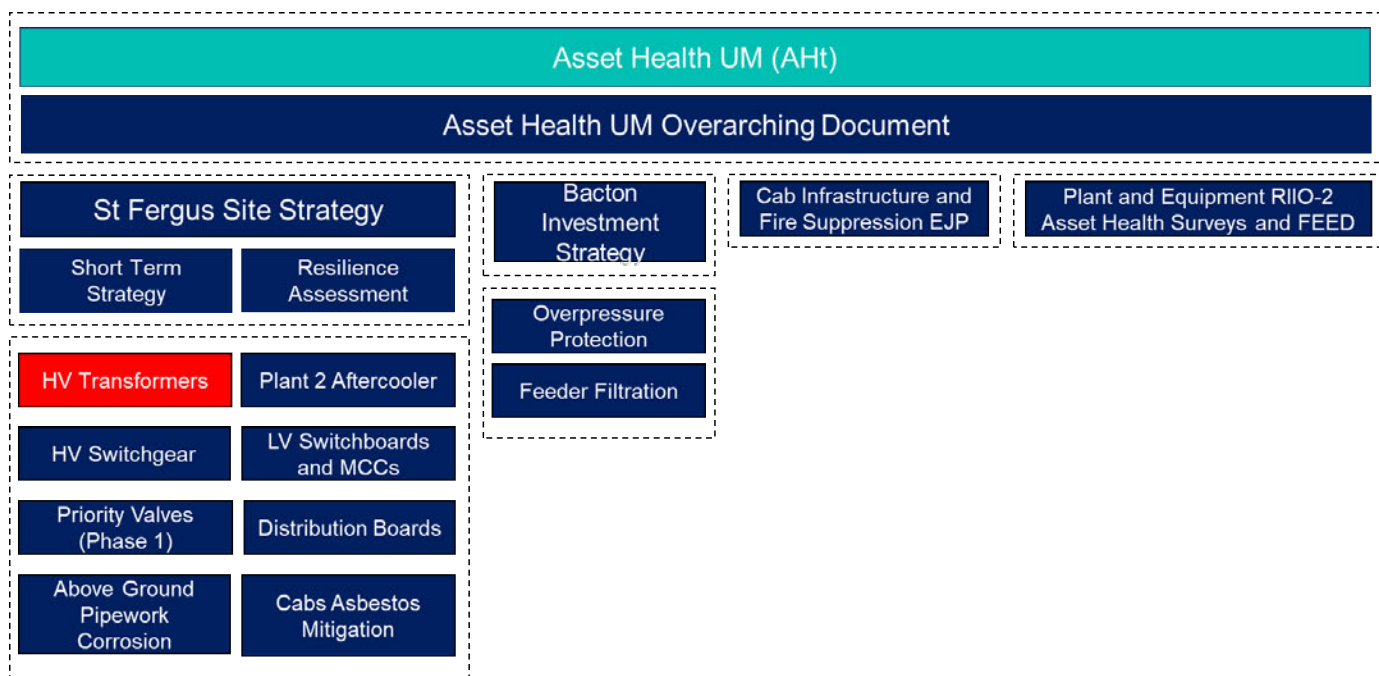 Asset Health UM (AHt)
Asset Health UM Overarching Document
St Fergus Site Strategy
Short Term
Strategy
Resilience
Assessment
HV Transformers
Plant 2 Aftercooler
HV Switchgear
LV Switchboards
and MCCs
Priority Valves
(Phase 1)
Distribution Boards
Above Ground
Pipework
Corrosion
Cabs Asbestos
Mitigation
Bacton
Investment
Strategy
Overpressure
Protection
Feeder Filtration
Cab Infrastructure and
Fire Suppression EJP
Plant and Equipment RIIO-2
Asset Health Surveys and FEED